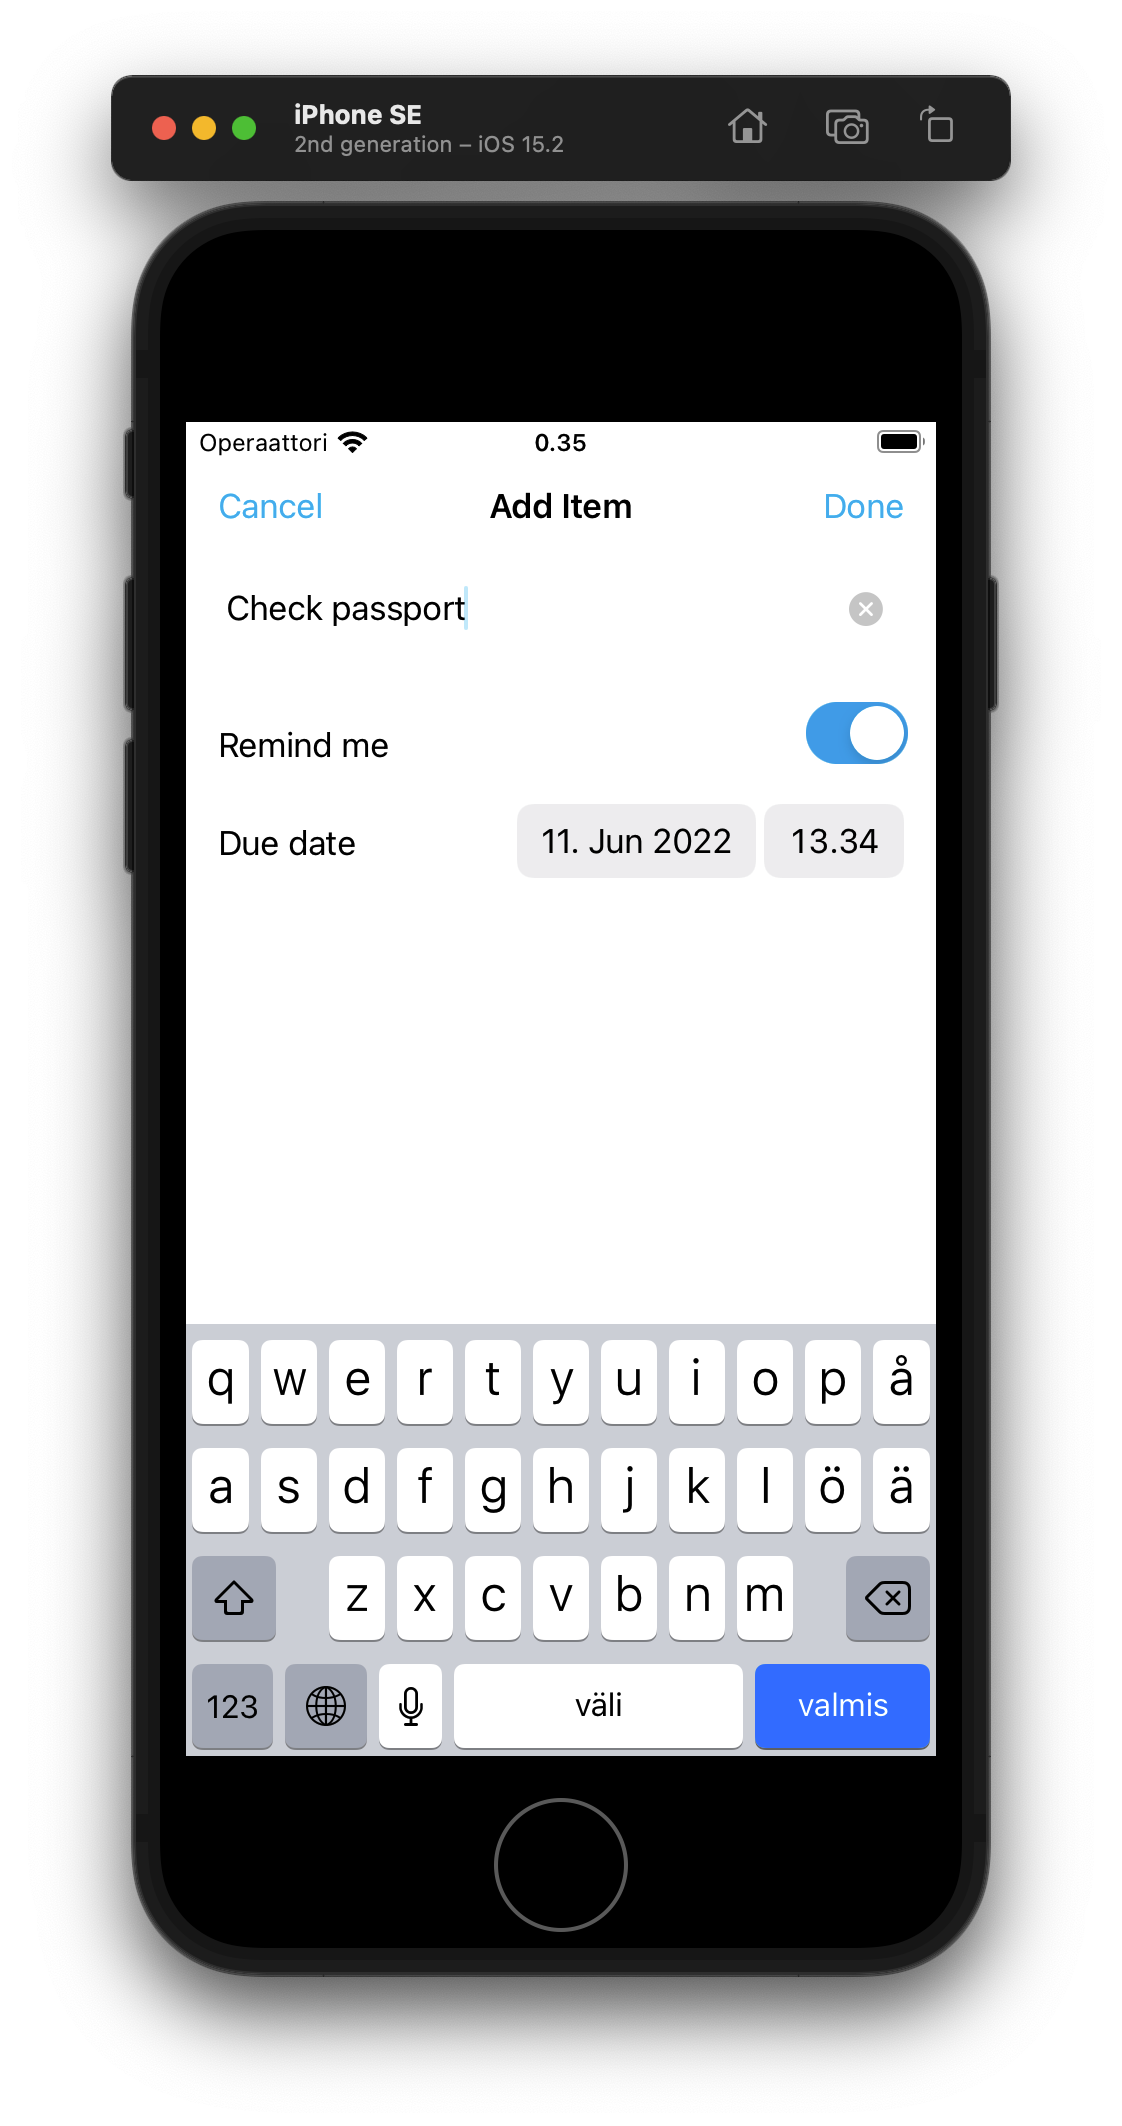 iPhone SE
2nd generation – iOS 15.2
Operaattori 0.35
Cancel Add Item Done
Check passport
Remind me
Due date 11. Jun 2022 13.34
q w e r t y u i o p å
a s d f g h j k l ö ä
z x c v b n m
123 väli valmis